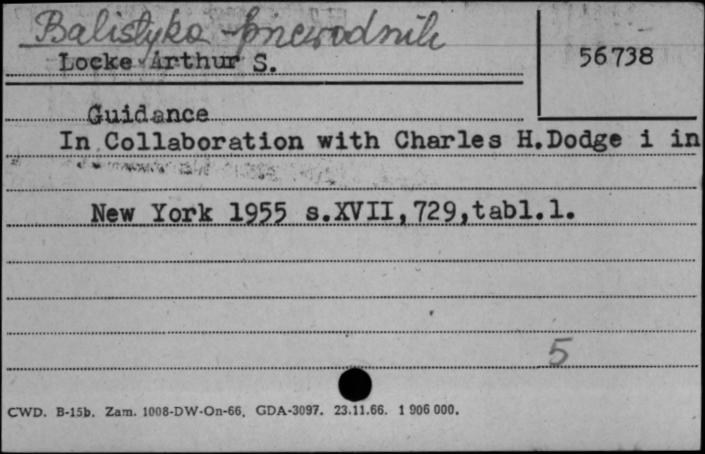 Balistyka - przewodnik
Locke Arthur S.
56738
Guidance
In Collaboration with Charles H.Dodge i in
New York 1955 s.XVII,729,tabl.1.
5
CWD. B-15b. Zam. 1008-DW-On-66. GDA-3097. 23.11.66. 1 906 000.